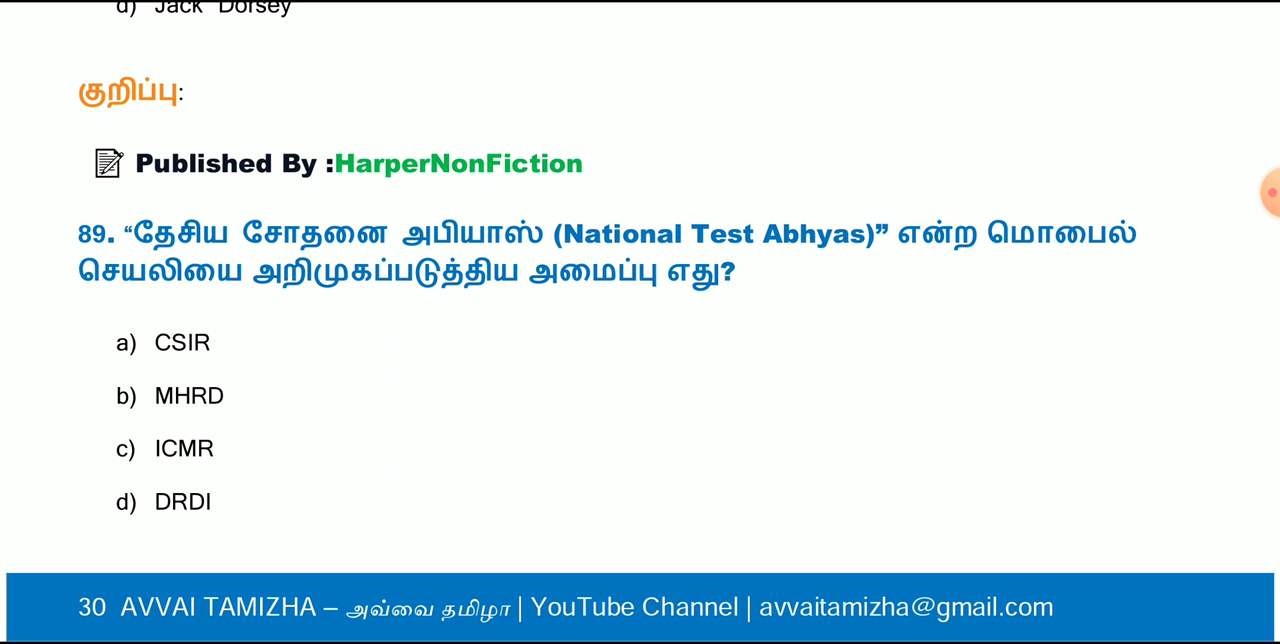 d) Jack Dorsey
குறிப்பு:
Published By :HarperNonFiction
89. “தேசிய சோதனை அபியாஸ் (National Test Abhyas)” என்ற மொபைல்
செயலியை அறிமுகப்படுத்திய அமைப்பு எது?
a) CSIR
b) MHRD
c) ICMR
d) DRDI
30 AVVAI TAMIZHA – அவ்வை தமிழா | YouTube Channel | avvaitamizha@gmail.com